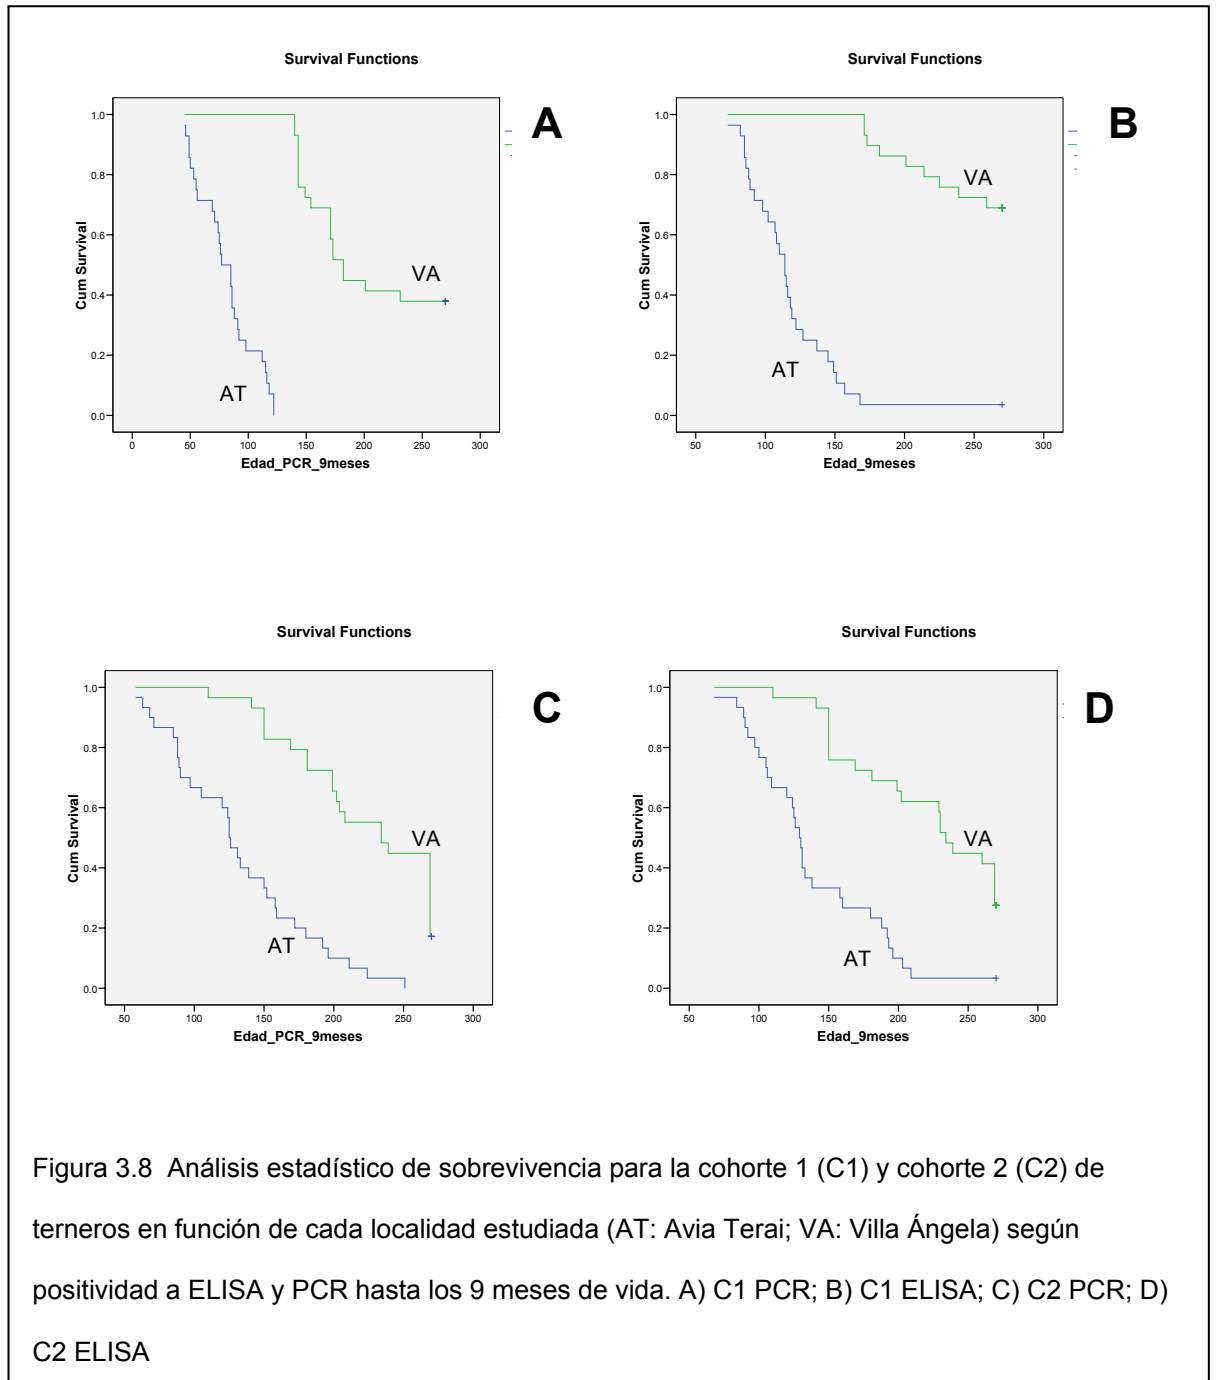 Survival Functions
A
1.0
0.8
0.6
0.4
0.2
0.0
Cum Survival
VA
AT
0 50 100 150 200 250 300
Edad_PCR_9meses
Survival Functions
B
1.0
0.8
0.6
0.4
0.2
0.0
Cum Survival
VA
AT
50 100 150 200 250 300
Edad_9meses
Survival Functions
C
1.0
0.8
0.6
0.4
0.2
0.0
Cum Survival
VA
AT
50 100 150 200 250 300
Edad_PCR_9meses
Survival Functions
D
1.0
0.8
0.6
0.4
0.2
0.0
Cum Survival
VA
AT
50 100 150 200 250 300
Edad_9meses
Figura 3.8 Análisis estadístico de sobrevivencia para la cohorte 1 (C1) y cohorte 2 (C2) de
terneros en función de cada localidad estudiada (AT: Avia Terai; VA: Villa Ángela) según
positividad a ELISA y PCR hasta los 9 meses de vida. A) C1 PCR; B) C1 ELISA; C) C2 PCR; D)
C2 ELISA